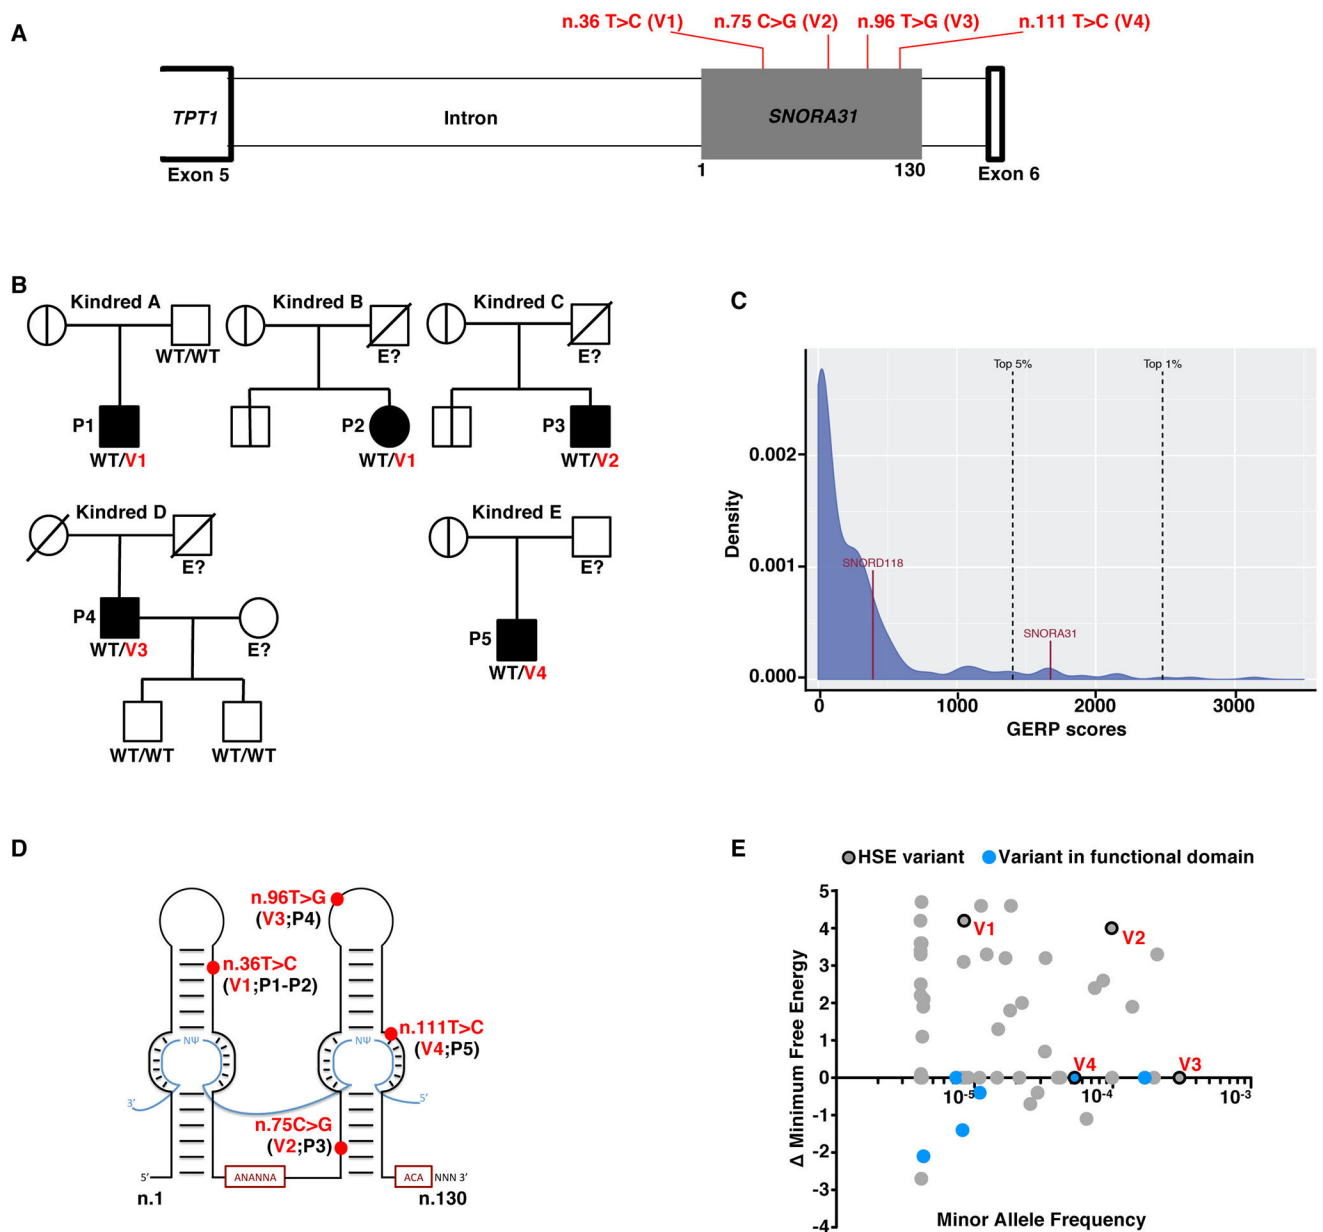 A
n.36 T>C (V1)
n.75 C>G (V2)
n.96 T>G (V3)
n.111 T>C (V4)
TPT1
Intron
SNORA31
Exon 5
1
130
Exon 6
B
Kindred A
WT/WT
P1
WT/V1
Kindred B
E?
P2
WT/V1
Kindred C
E?
P3
WT/V2
Kindred D
E?
P4
WT/V3
E?
WT/WT
WT/WT
Kindred E
E?
P5
WT/V4
C
Top 5%
Top 1%
0.002
0.001
0.000
Density
SNORD118
SNORA31
0
1000
2000
3000
GERP scores
D
n.96T>G
(V3;P4)
n.36T>C
(V1;P1-P2)
n.111T>C
(V4;P5)
NΨ
NΨ
3’
5’
n.75C>G
(V2;P3)
5’
ANANNA
ACA
NNN 3’
n.1
n.130
E
HSE variant
Variant in functional domain
5
4
3
2
1
0
-1
-2
-3
-4
Δ Minimum Free Energy
V1
V2
V4
V3
10-5
10-4
10-3
Minor Allele Frequency